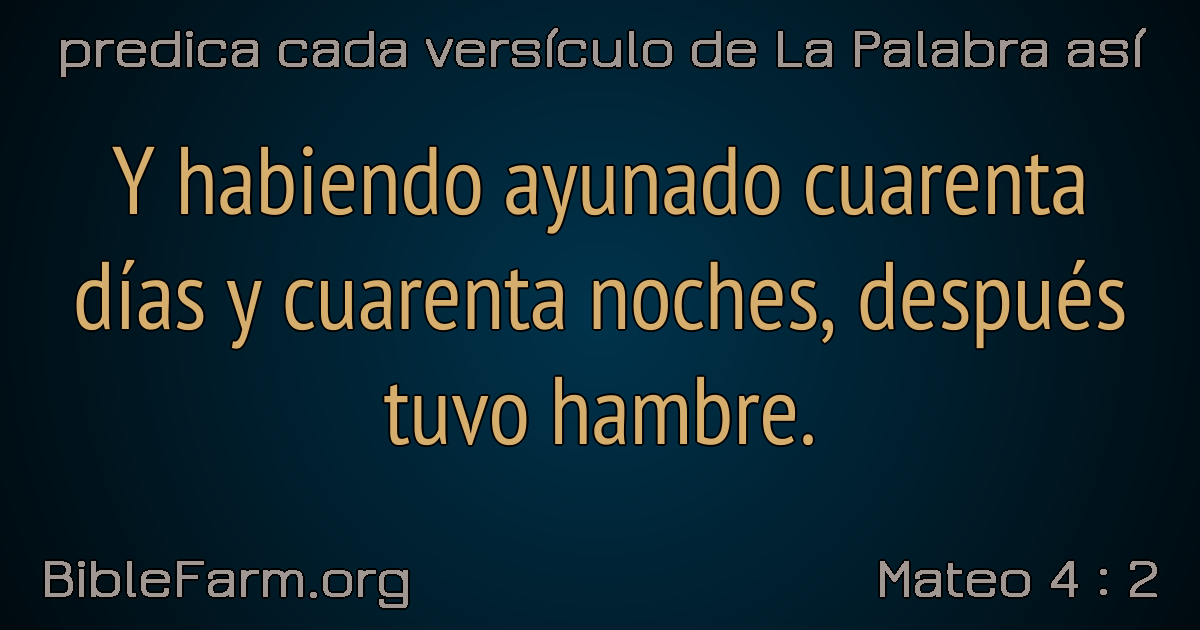 predica cada versículo de La Palabra así
Y habiendo ayunado cuarenta
días y cuarenta noches, después
tuvo hambre.
BibleFarm.org
Mateo 4 : 2